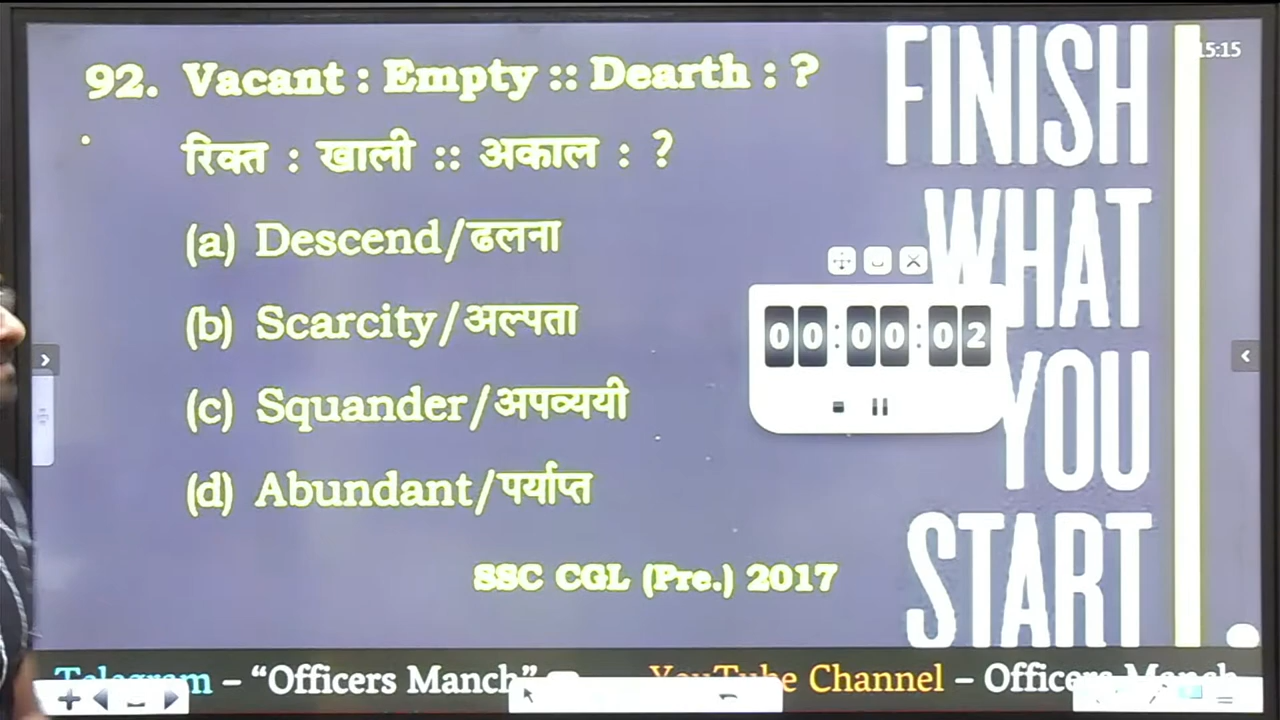 92. Vacant : Empty :: Dearth : ?
रिक्त : खाली :: अकाल : ?
(a) Descend/ढलना
(b) Scarcity/अल्पता
(c) Squander/अपव्ययी
(d) Abundant/पर्याप्त
SSC CGL (Pre.) 2017
FINISH
WHAT
YOU
START
15:15
00:00:02
Telegram – “Officers Manch”
YouTube Channel – Officers Manch